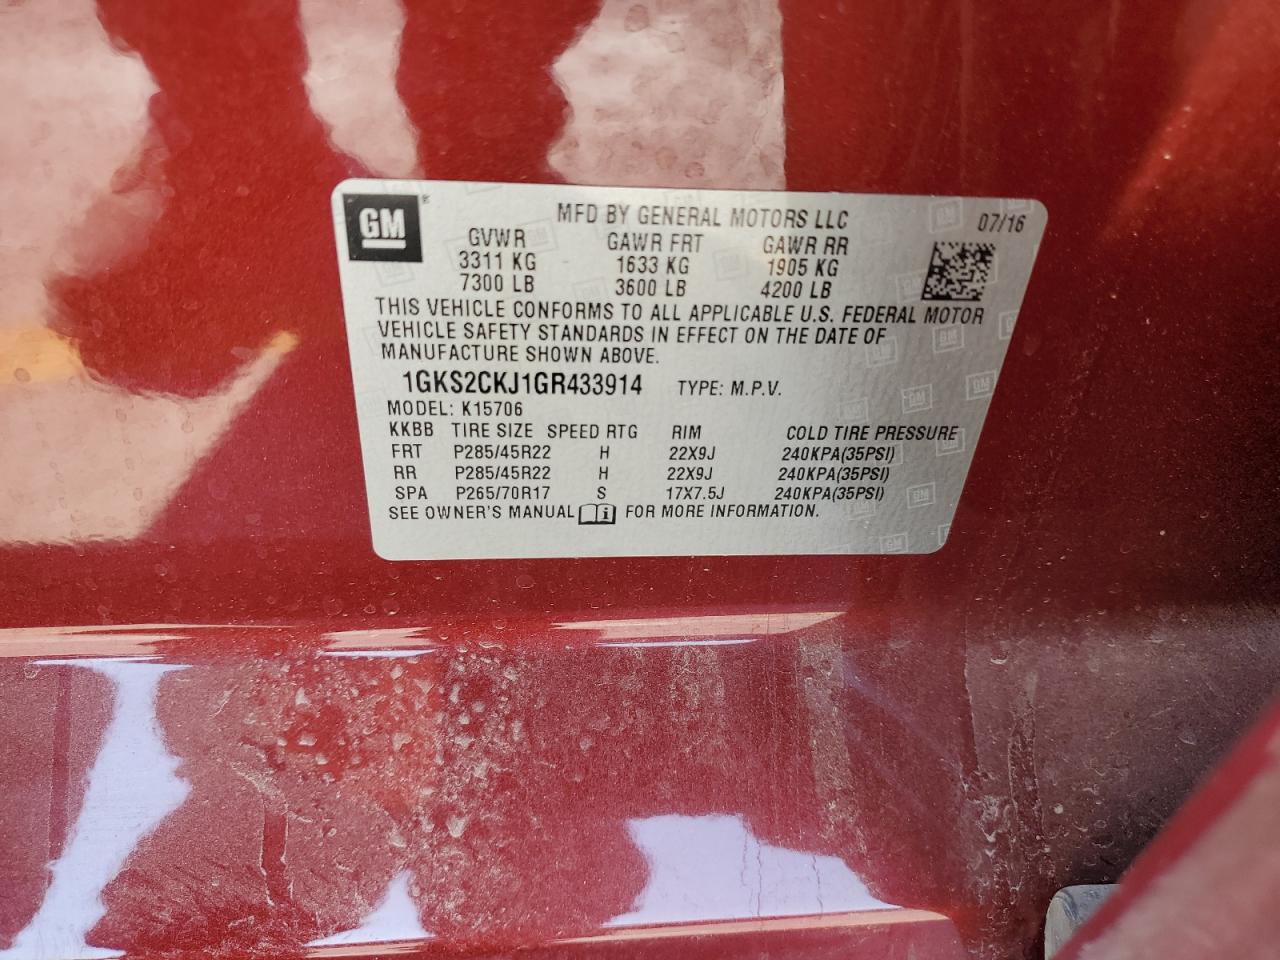 GM®
MFD BY GENERAL MOTORS LLC 07/16
GVWR GAWR FRT GAWR RR
3311 KG 1633 KG 1905 KG
7300 LB 3600 LB 4200 LB
THIS VEHICLE CONFORMS TO ALL APPLICABLE U.S. FEDERAL MOTOR
VEHICLE SAFETY STANDARDS IN EFFECT ON THE DATE OF
MANUFACTURE SHOWN ABOVE.
1GKS2CKJ1GR433914 TYPE: M.P.V.
MODEL: K15706
KKBB TIRE SIZE SPEED RTG RIM COLD TIRE PRESSURE
FRT P285/45R22 H 22X9J 240KPA(35PSI)
RR P285/45R22 H 22X9J 240KPA(35PSI)
SPA P265/70R17 S 17X7.5J 240KPA(35PSI)
SEE OWNER'S MANUAL FOR MORE INFORMATION.